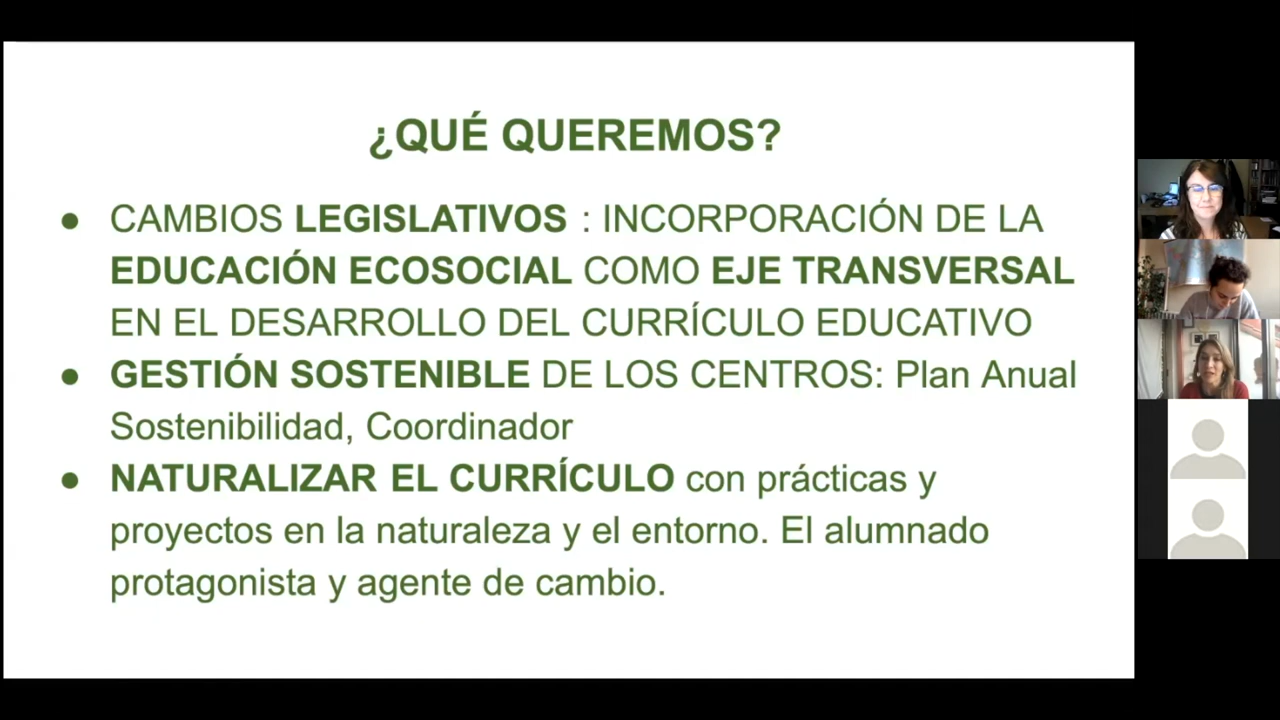 ¿QUÉ QUEREMOS?
● CAMBIOS LEGISLATIVOS : INCORPORACIÓN DE LA
EDUCACIÓN ECOSOCIAL COMO EJE TRANSVERSAL
EN EL DESARROLLO DEL CURRÍCULO EDUCATIVO
● GESTIÓN SOSTENIBLE DE LOS CENTROS: Plan Anual
Sostenibilidad, Coordinador
● NATURALIZAR EL CURRÍCULO con prácticas y
proyectos en la naturaleza y el entorno. El alumnado
protagonista y agente de cambio.